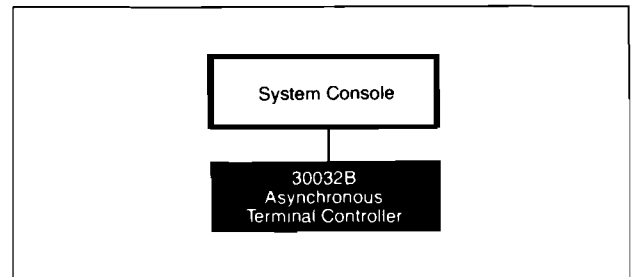 System Console
30032B
Asynchronous
Terminal Controller